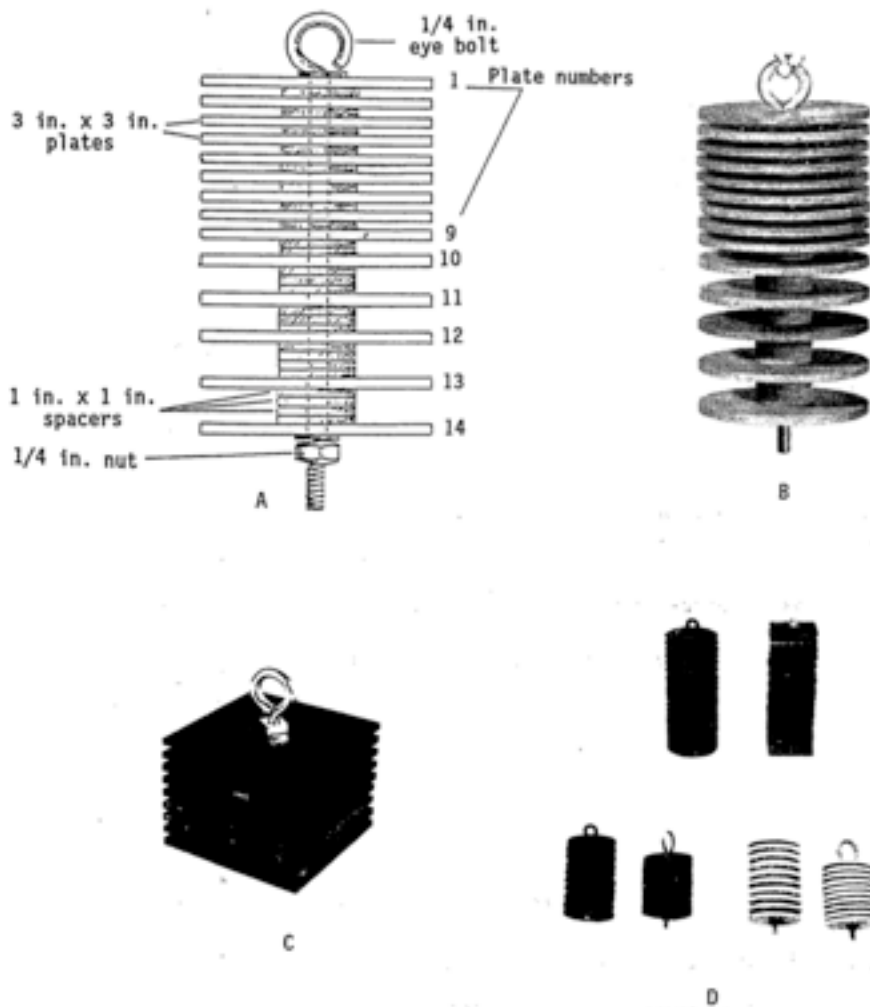 1/4 in.
eye bolt
1 Plate numbers
3 in. x 3 in.
plates
9
10
11
12
13
1 in. x 1 in.
spacers
14
1/4 in. nut
A
B
C
D